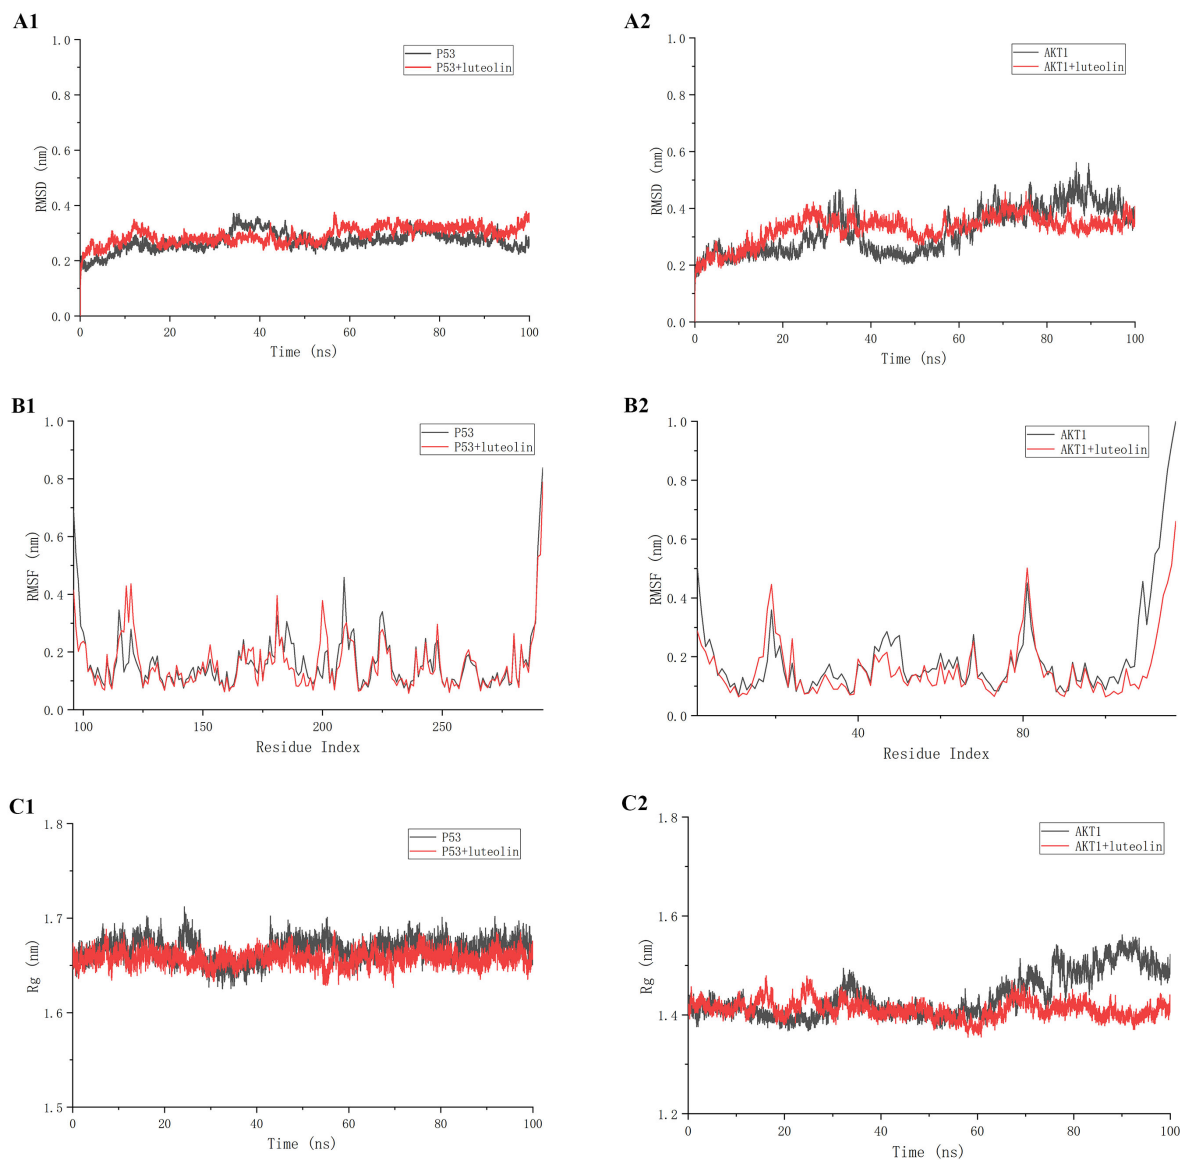 A1
1.0
0.8
0.6
0.4
0.2
0.0
RMSD (nm)
P53
P53+luteolin
0 20 40 60 80 100
Time (ns)
A2
1.0
0.8
0.6
0.4
0.2
0.0
RMSD (nm)
AKT1
AKT1+luteolin
0 20 40 60 80 100
Time (ns)
B1
1.0
0.8
0.6
0.4
0.2
0.0
RMSF (nm)
P53
P53+luteolin
100 150 200 250
Residue Index
B2
1.0
0.8
0.6
0.4
0.2
0.0
RMSF (nm)
AKT1
AKT1+luteolin
40 80
Residue Index
C1
1.8
1.7
1.6
1.5
Rg (nm)
P53
P53+luteolin
0 20 40 60 80 100
Time (ns)
C2
1.8
1.6
1.4
1.2
Rg (nm)
AKT1
AKT1+luteolin
0 20 40 60 80 100
Time (ns)